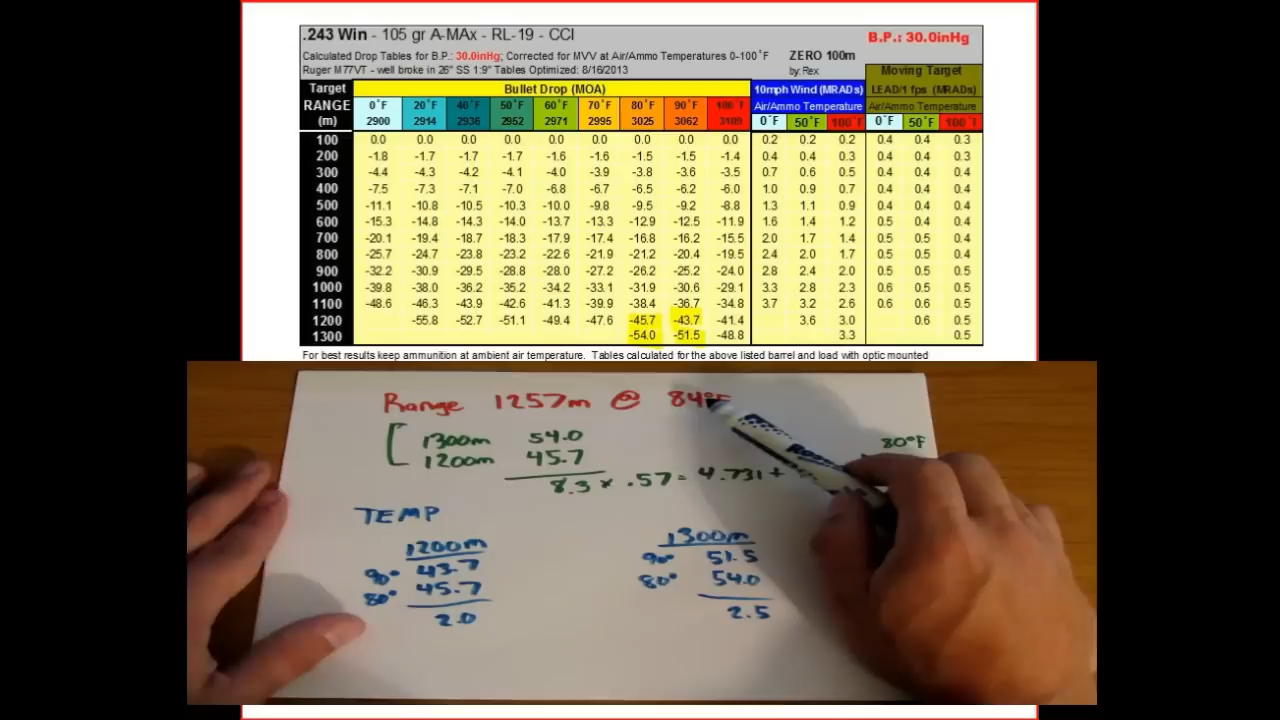 .243 Win - 105 gr A-MAx - RL-19 - CCI B.P.: 30.0inHg
Calculated Drop Tables for B.P.: 30.0inHg; Corrected for MVV at Air/Ammo Temperatures 0-100°F ZERO 100m
Ruger M77VT - well broke in 26" SS 1:9" Tables Optimized: 8/16/2013 by: Rex Moving Target
Target Bullet Drop (MOA) 10mph Wind (MRADs) LEAD/1 fps (MRADs)
RANGE 0°F 20°F 40°F 50°F 60°F 70°F 80°F 90°F 100°F Air/Ammo Temperature Air/Ammo Temperature
(m) 2900 2914 2936 2952 2971 2995 3025 3062 3109 0°F 50°F 100°F 0°F 50°F 100°F
100 0.0 0.0 0.0 0.0 0.0 0.0 0.0 0.0 0.0 0.2 0.2 0.2 0.4 0.4 0.3
200 -1.8 -1.7 -1.7 -1.7 -1.6 -1.6 -1.5 -1.5 -1.4 0.4 0.4 0.3 0.4 0.4 0.3
300 -4.4 -4.3 -4.2 -4.1 -4.0 -3.9 -3.8 -3.6 -3.5 0.7 0.6 0.5 0.4 0.4 0.4
400 -7.5 -7.3 -7.1 -7.0 -6.8 -6.7 -6.5 -6.2 -6.0 1.0 0.9 0.7 0.4 0.4 0.4
500 -11.1 -10.8 -10.5 -10.3 -10.0 -9.8 -9.5 -9.2 -8.8 1.3 1.1 0.9 0.5 0.4 0.4
600 -15.3 -14.8 -14.3 -14.0 -13.7 -13.3 -12.9 -12.5 -11.9 1.6 1.4 1.2 0.5 0.4 0.4
700 -20.1 -19.4 -18.7 -18.3 -17.9 -17.4 -16.8 -16.2 -15.5 2.0 1.7 1.4 0.5 0.5 0.4
800 -25.7 -24.7 -23.8 -23.2 -22.6 -21.9 -21.2 -20.4 -19.5 2.4 2.0 1.7 0.5 0.5 0.4
900 -32.2 -30.9 -29.5 -28.8 -28.0 -27.2 -26.2 -25.2 -24.0 2.8 2.4 2.0 0.5 0.5 0.5
1000 -39.8 -38.0 -36.2 -35.2 -34.2 -33.1 -31.9 -30.6 -29.1 3.3 2.8 2.3 0.6 0.5 0.5
1100 -48.6 -46.3 -43.9 -42.6 -41.3 -39.9 -38.4 -36.7 -34.8 3.7 3.2 2.6 0.6 0.6 0.5
1200 -55.8 -52.7 -51.1 -49.4 -47.6 -45.7 -43.7 -41.4 3.6 3.0 0.6 0.5
1300 -54.0 -51.5 -48.8 3.3 0.5
For best results keep ammunition at ambient air temperature. Tables calculated for the above listed barrel and load with optic mounted
Range 1257m @ 84°F
1300m 54.0 80°F
1200m 45.7
8.3 x .57 = 4.731 +
TEMP
1200m 1300m
90° 43.7 90° 51.5
80° 45.7 80° 54.0
2.0 2.5